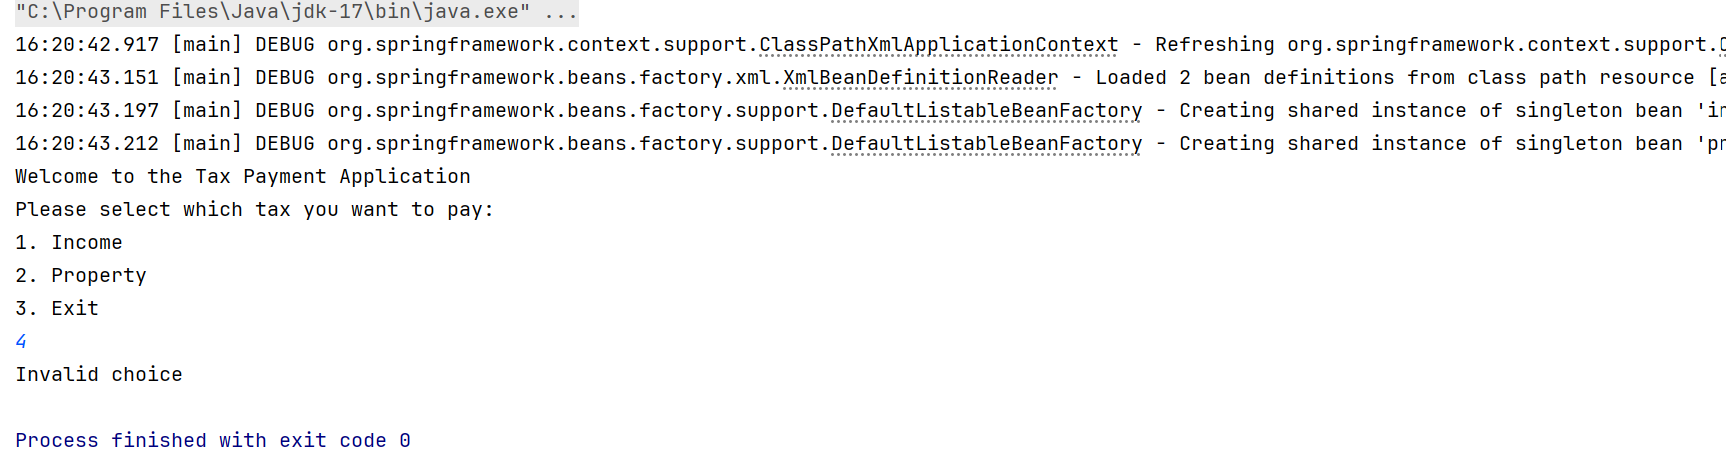 "C:\Program Files\Java\jdk-17\bin\java.exe" ...
16:20:42.917 [main] DEBUG org.springframework.context.support.ClassPathXmlApplicationContext - Refreshing org.springframework.context.support.
16:20:43.151 [main] DEBUG org.springframework.beans.factory.xml.XmlBeanDefinitionReader - Loaded 2 bean definitions from class path resource [
16:20:43.197 [main] DEBUG org.springframework.beans.factory.support.DefaultListableBeanFactory - Creating shared instance of singleton bean '
16:20:43.212 [main] DEBUG org.springframework.beans.factory.support.DefaultListableBeanFactory - Creating shared instance of singleton bean '
Welcome to the Tax Payment Application
Please select which tax you want to pay:
1. Income
2. Property
3. Exit
4
Invalid choice
Process finished with exit code 0